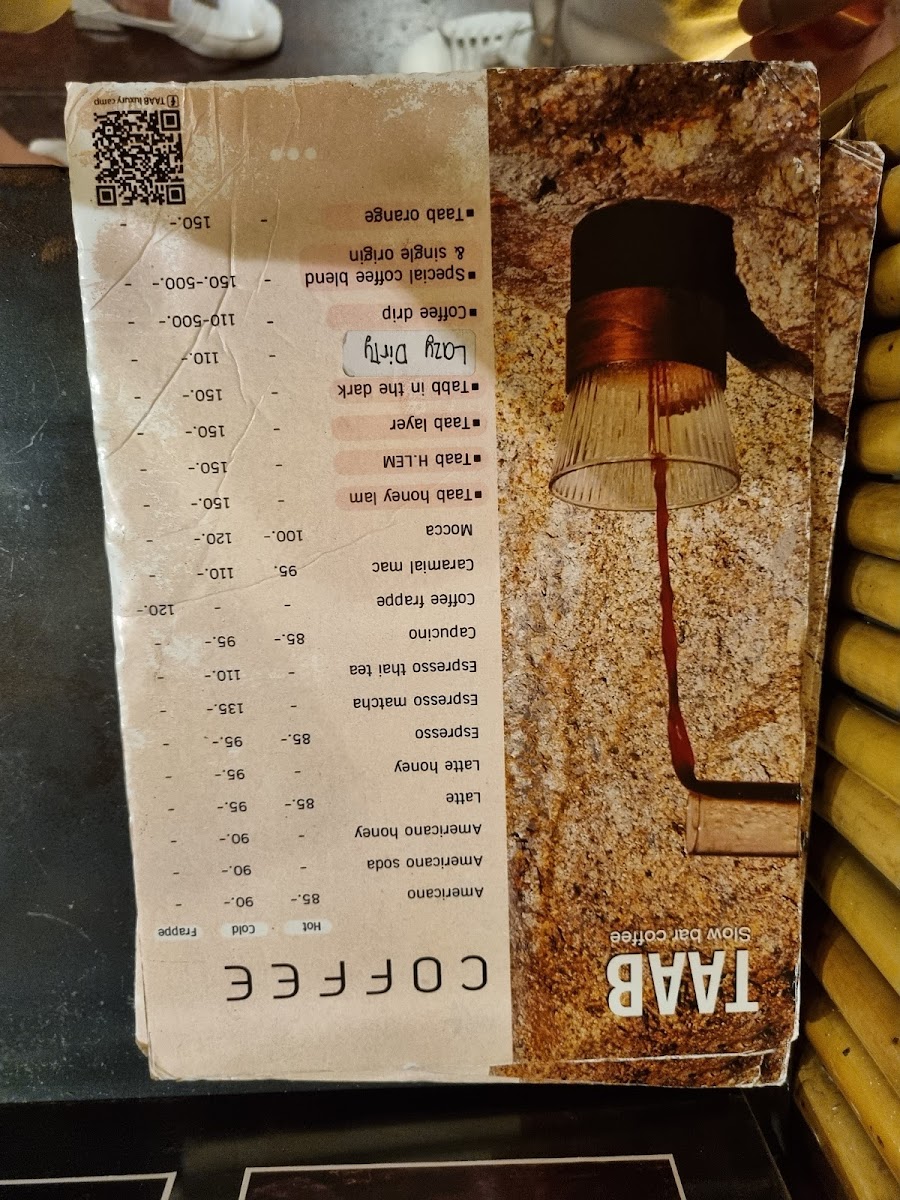 TAAB
Slow bar coffee
COFFEE
Hot Cold Frappe
Americano 85.- 90.- -
Americano soda - 90.- -
Americano honey - 90.- -
Latte 85.- 95.- -
Latte honey - 95.- -
Espresso 85.- 95.- -
Espresso matcha - 135.- -
Espresso thai tea - 110.- -
Capucino 85.- 95.- -
Coffee frappe - - 120.-
Caramial mac 95. 110.- -
Mocca 100.- 120.- -
▪Taab honey lam - 150.- -
▪Taab H.LEM - 150.- -
▪Taab layer - 150.- -
▪Tabb in the dark - 150.- -
Lazy Dirty - 110.- -
▪Coffee drip - 110-500.- -
▪Special coffee blend - 150.-500.- -
& single origin
▪Taab orange - 150.- -
TAAB luxury camp